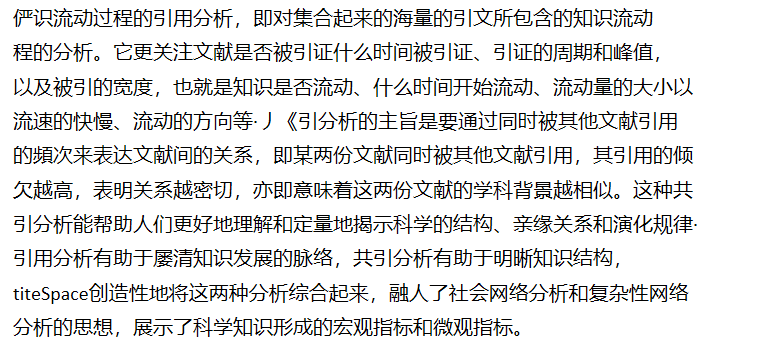 俨识流动过程的引用分析，即对集合起来的海量的引文所包含的知识流动
程的分析。它更关注文献是否被引证什么时间被引证、引证的周期和峰值，
以及被引的宽度，也就是知识是否流动、什么时间开始流动、流动量的大小以
流速的快慢、流动的方向等·丿《引分析的主旨是要通过同时被其他文献引用
的頻次来表达文献间的关系，即某两份文献同时被其他文献引用，其引用的倾
欠越高，表明关系越密切，亦即意味着这两份文献的学科背景越相似。这种共
引分析能帮助人们更好地理解和定量地揭示科学的结构、亲缘关系和演化规律·
引用分析有助于屡清知识发展的脉络，共引分析有助于明晰知识结构，
titeSpace创造性地将这两种分析综合起来，融人了社会网络分析和复杂性网络
分析的思想，展示了科学知识形成的宏观指标和微观指标。